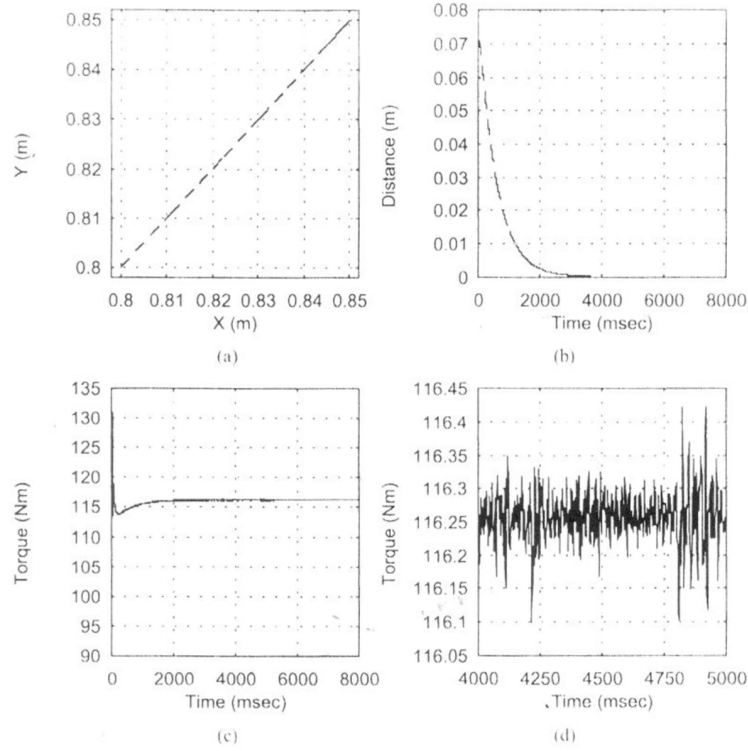 0.85
0.84
0.83
0.82
0.81
0.8
Y (m)
0.8 0.81 0.82 0.83 0.84 0.85
X (m)
(a)
0.08
0.07
0.06
0.05
0.04
0.03
0.02
0.01
0
Distance (m)
0 2000 4000 6000 8000
Time (msec)
(b)
135
130
125
120
115
110
105
100
95
90
Torque (Nm)
0 2000 4000 6000 8000
Time (msec)
(c)
116.45
116.4
116.35
116.3
116.25
116.2
116.15
116.1
116.05
Torque (Nm)
4000 4250 4500 4750 5000
Time (msec)
(d)